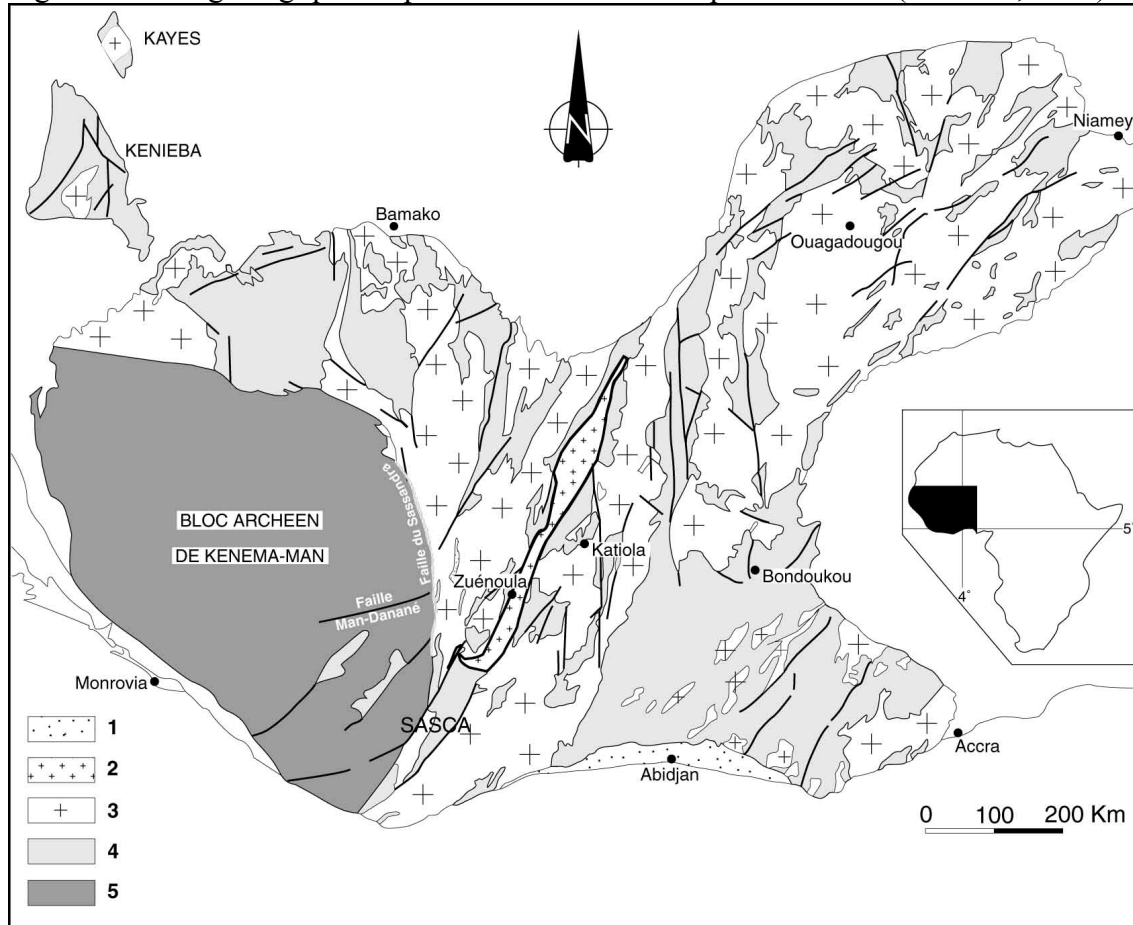 KAYES
KENIEBA
N
Niamey
Bamako
Ouagadougou
BLOC ARCHEEN
DE KENEMA-MAN
Faille du Sassandra
Katiola
Zuénoula
Bondoukou
Faille
Man-Danané
5°
4°
Monrovia
SASCA
Accra
Abidjan
0 100 200 Km
1
2
3
4
5